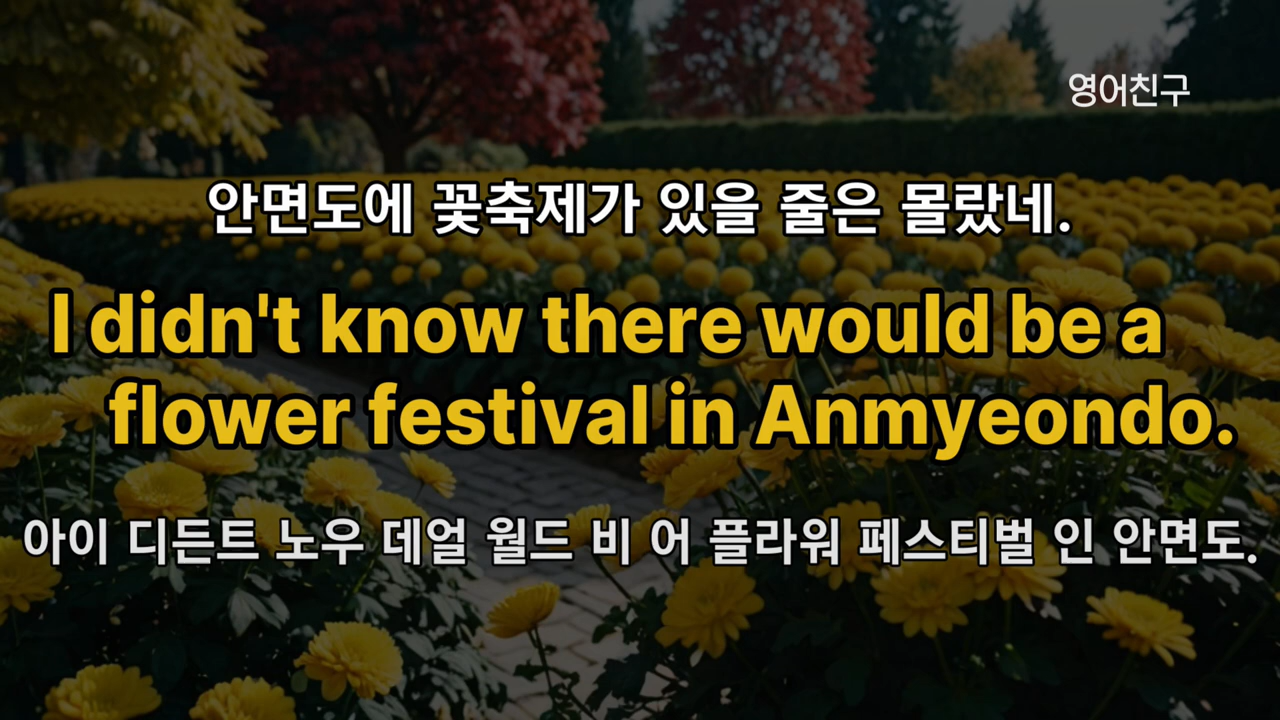 영어친구
안면도에 꽃축제가 있을 줄은 몰랐네.
I didn't know there would be a
flower festival in Anmyeondo.
아이 디든트 노우 데얼 월드 비 어 플라워 페스티벌 인 안면도.